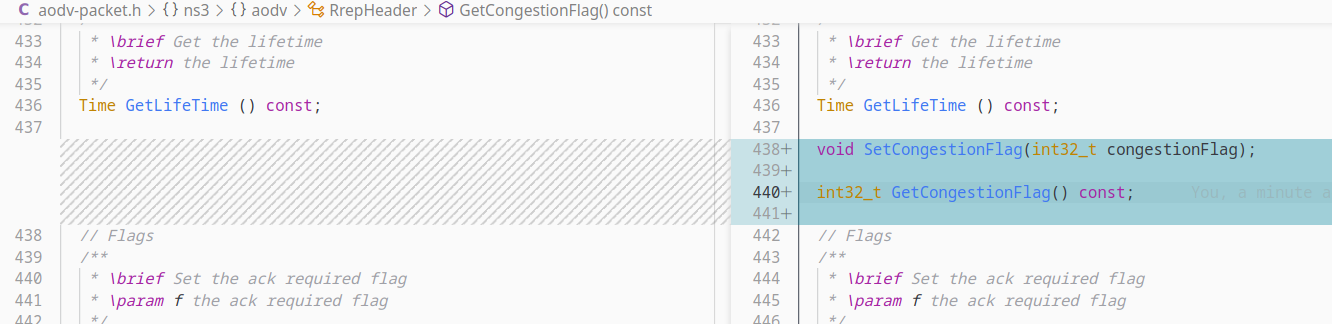 C aodv-packet.h > {} ns3 > {} aodv > RrepHeader > GetCongestionFlag() const
433 * \brief Get the lifetime
434 * \return the lifetime
435 */
436 Time GetLifeTime () const;
437
438 // Flags
439 /**
440 * \brief Set the ack required flag
441 * \param f the ack required flag
442 */
433 * \brief Get the lifetime
434 * \return the lifetime
435 */
436 Time GetLifeTime () const;
437
438+ void SetCongestionFlag(int32_t congestionFlag);
439+
440+ int32_t GetCongestionFlag() const; You, a minute a
441+
442 // Flags
443 /**
444 * \brief Set the ack required flag
445 * \param f the ack required flag
446 */